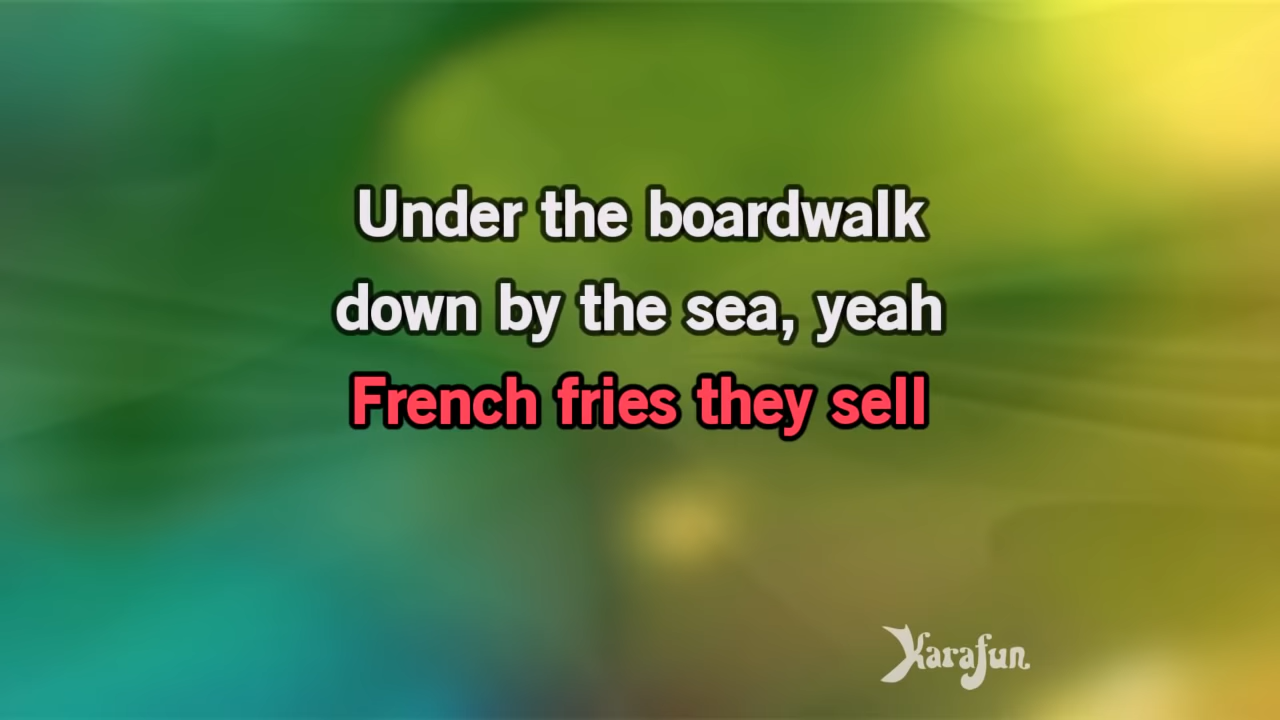 Under the boardwalk
down by the sea, yeah
French fries they sell
Karafun